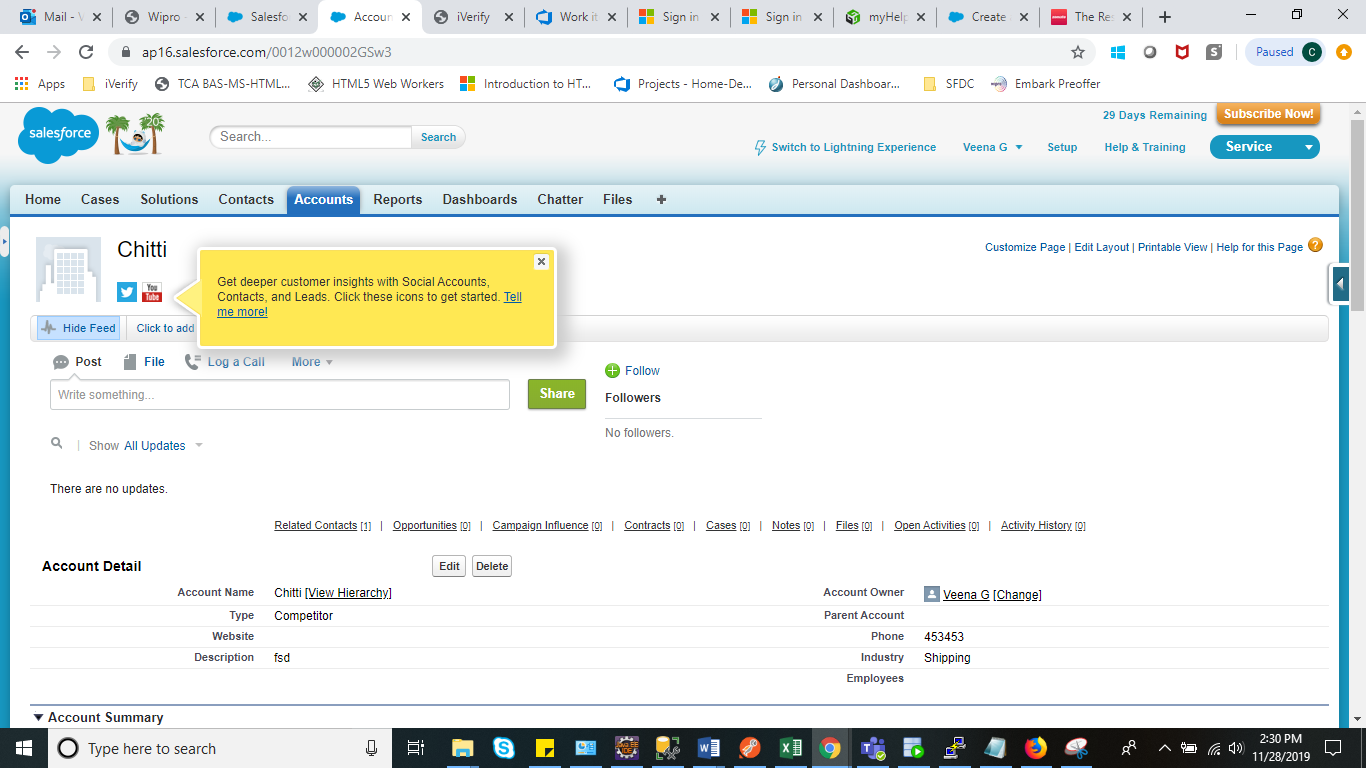 Mail - V
Wipro -
Salesfo
Accoun
iVerify
Work it
Sign in
Sign in
myHelp
Create
The Re
ap16.salesforce.com/0012w000002GSw3
Paused C
Apps
iVerify
TCA BAS-MS-HTML...
HTML5 Web Workers
Introduction to HT...
Projects - Home-De...
Personal Dashboar...
SFDC
Embark Preoffer
salesforce
20
Search...
Search
29 Days Remaining
Subscribe Now!
Switch to Lightning Experience
Veena G
Setup
Help & Training
Service
Home
Cases
Solutions
Contacts
Accounts
Reports
Dashboards
Chatter
Files
Chitti
Customize Page | Edit Layout | Printable View | Help for this Page ?
You
Tube
Get deeper customer insights with Social Accounts,
Contacts, and Leads. Click these icons to get started. Tell
me more!
Hide Feed
Click to add
Post
File
Log a Call
More
Write something...
Share
Follow
Followers
No followers.
Show All Updates
There are no updates.
Related Contacts [1] | Opportunities [0] | Campaign Influence [0] | Contracts [0] | Cases [0] | Notes [0] | Files [0] | Open Activities [0] | Activity History [0]
Account Detail
Edit
Delete
Account Name Chitti [View Hierarchy]
Account Owner Veena G [Change]
Type Competitor
Parent Account
Website
Phone 453453
Description fsd
Industry Shipping
Employees
Account Summary
Type here to search
2:30 PM
11/28/2019